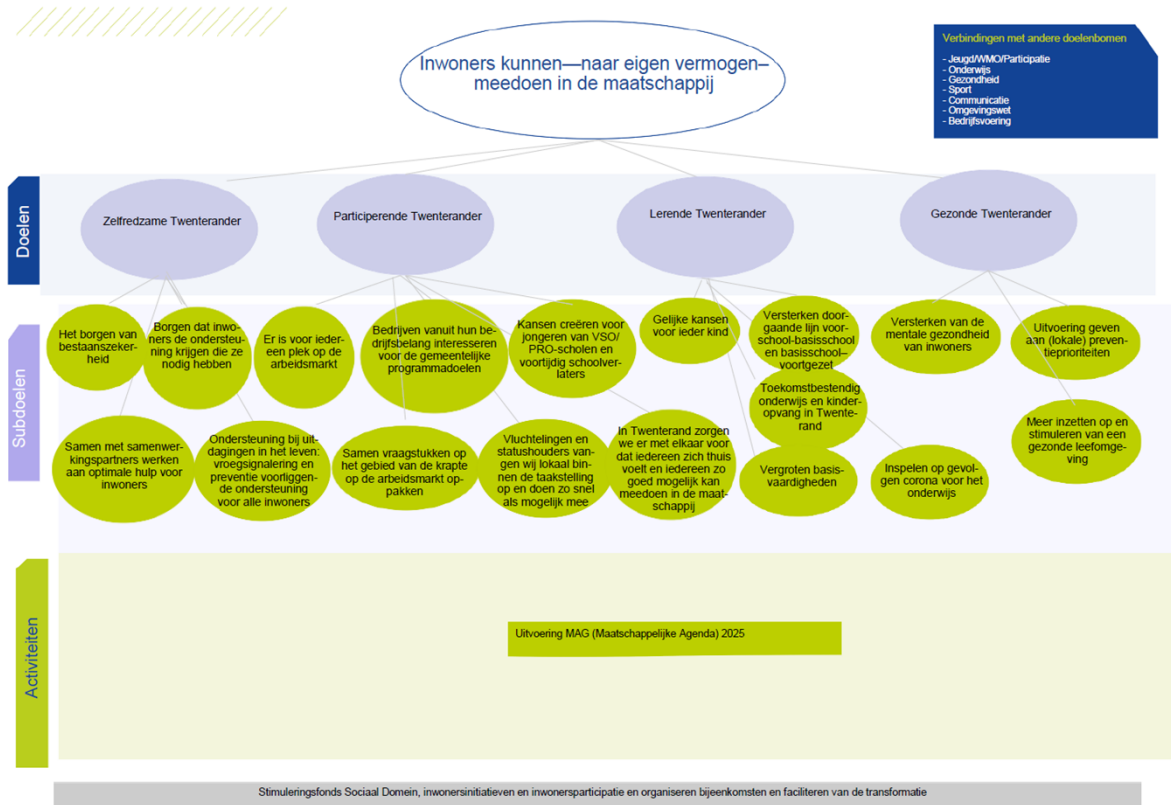 Inwoners kunnen—naar eigen vermogen–
meedoen in de maatschappij
Verbindingen met andere doelenbomen
- Jeugd/WMO/Participatie
- Onderwijs
- Gezondheid
- Sport
- Communicatie
- Omgevingswet
- Bedrijfsvoering
Doelen
Zelfredzame Twenterander
Participerende Twenterander
Lerende Twenterander
Gezonde Twenterander
Subdoelen
Het borgen van
bestaanszeker-
heid
Borgen dat inwo-
ners de ondersteu-
ning krijgen die ze
nodig hebben
Er is voor ieder-
een plek op de
arbeidsmarkt
Bedrijven vanuit hun be-
drijfsbelang interesseren
voor de gemeentelijke
programmadoelen
Kansen creëren voor
jongeren van VSO/
PRO-scholen en
voortijdig schoolver-
laters
Gelijke kansen
voor ieder kind
Versterken door-
gaande lijn voor-
school-basisschool
en basisschool–
voortgezet
Versterken van de
mentale gezondheid
van inwoners
Uitvoering geven
aan (lokale) preven-
tieprioriteiten
Toekomstbestendig
onderwijs en kinder-
opvang in Twente-
rand
Samen met samenwer-
kingspartners werken
aan optimale hulp voor
inwoners
Ondersteuning bij uit-
dagingen in het leven:
vroegsignalering en
preventie voorliggen-
de ondersteuning
voor alle inwoners
Samen vraagstukken op
het gebied van de krapte
op de arbeidsmarkt op-
pakken
Vluchtelingen en
statushouders van-
gen wij lokaal bin-
nen de taakstelling
op en doen zo snel
als mogelijk mee
In Twenterand zorgen
we er met elkaar voor
dat iedereen zich thuis
voelt en iedereen zo
goed mogelijk kan
meedoen in de maat-
schappij
Vergroten basis-
vaardigheden
Inspelen op gevol-
gen corona voor het
onderwijs
Meer inzetten op en
stimuleren van een
gezonde leefomge-
ving
Activiteiten
Uitvoering MAG (Maatschappelijke Agenda) 2025
Stimuleringsfonds Sociaal Domein, inwonersinitiatieven en inwonersparticipatie en organiseren bijeenkomsten en faciliteren van de transformatie